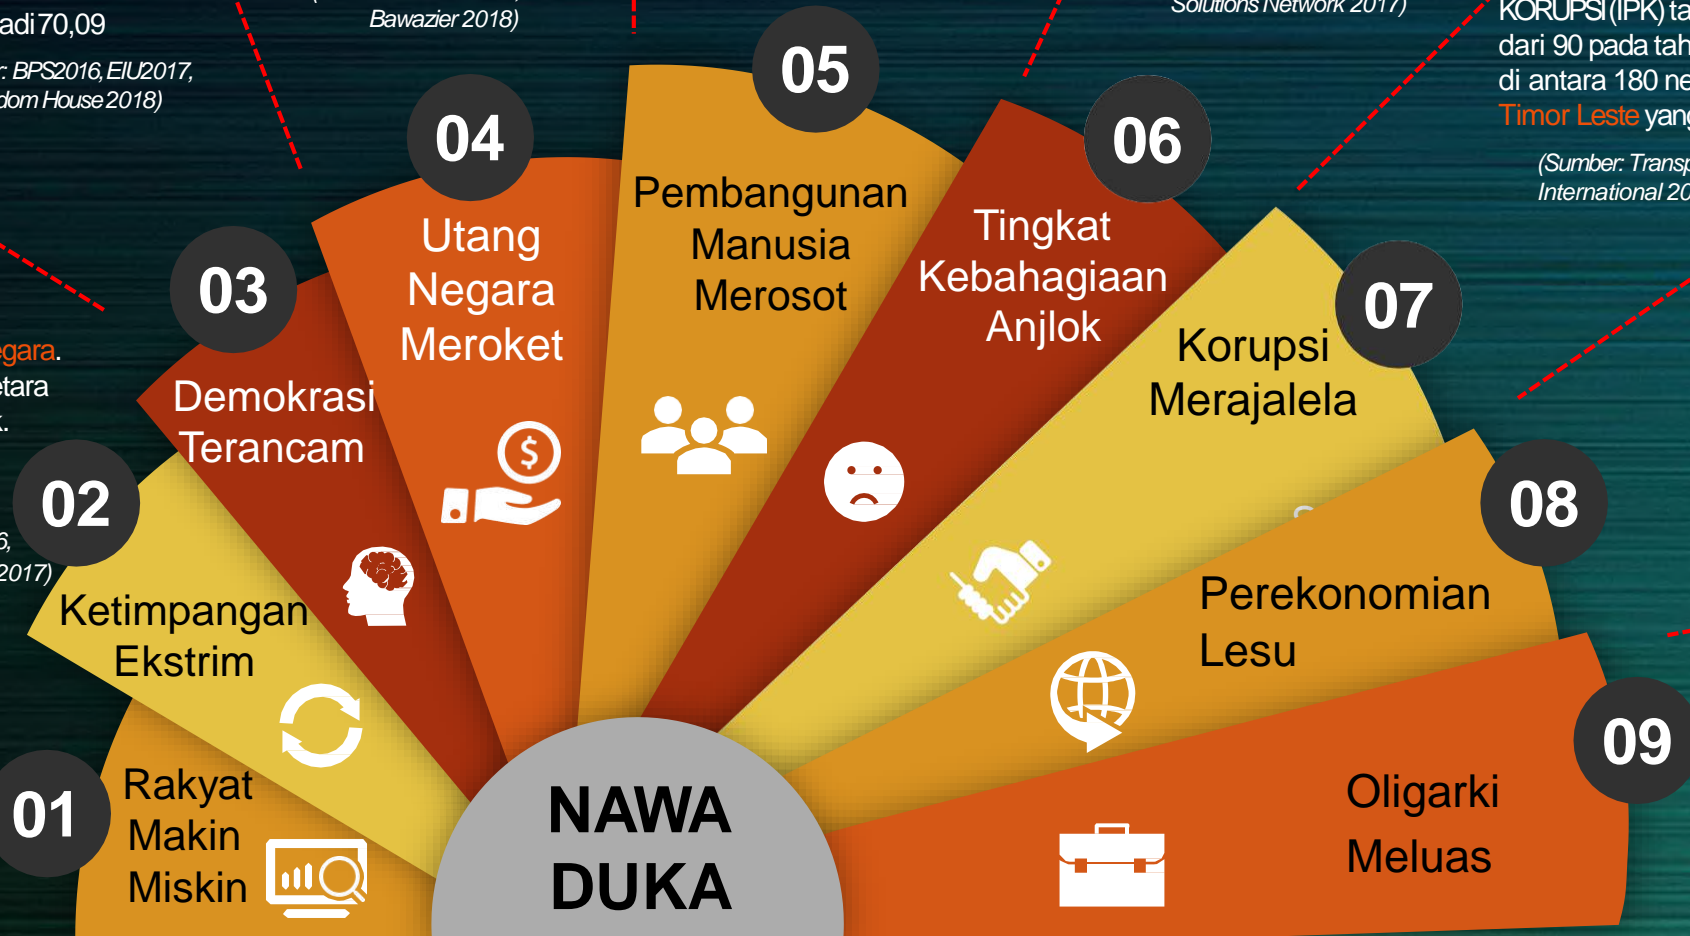 adi 70,09
r: BPS2016, EIU2017,
dom House 2018)
Bawazier 2018)
Solutions Network 2017)
KORUPSI (IPK) ta
dari 90 pada tah
di antara 180 ne
Timor Leste yang
(Sumber: Transp
International 20
egara.
etara
k.
6,
2017)
01
Rakyat
Makin
Miskin
02
Ketimpangan
Ekstrim
03
Demokrasi
Terancam
04
Utang
Negara
Meroket
$
05
Pembangunan
Manusia
Merosot
06
Tingkat
Kebahagiaan
Anjlok
07
Korupsi
Merajalela
08
Perekonomian
Lesu
09
Oligarki
Meluas
NAWA
DUKA